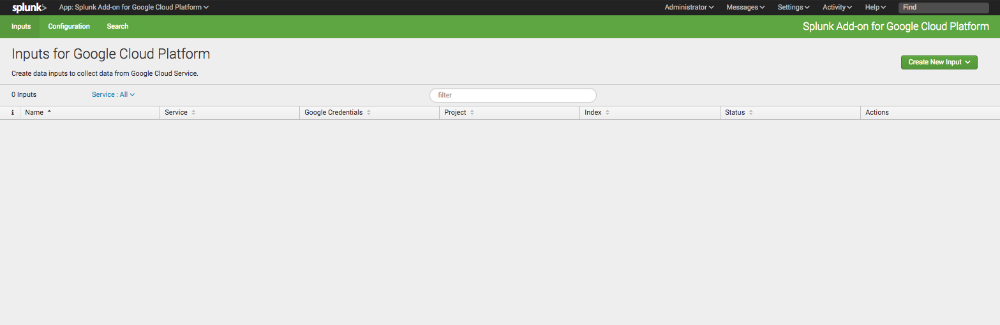 splunk> App: Splunk Add-on for Google Cloud Platform Administrator Messages Settings Activity Help Find
Inputs Configuration Search Splunk Add-on for Google Cloud Platform
Inputs for Google Cloud Platform
Create New Input
Create data inputs to collect data from Google Cloud Service.
0 Inputs Service : All filter
i Name Service Google Credentials Project Index Status Actions